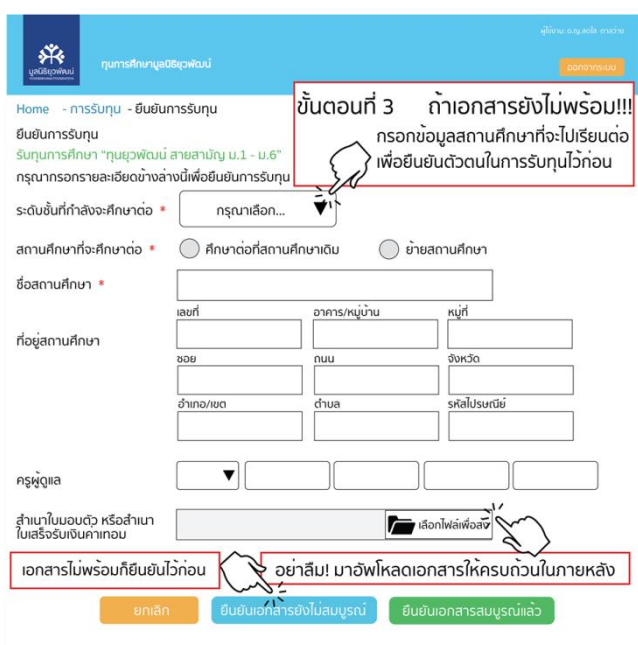 ผู้ใช้งาน: ด.ญ.สดใส ตาสว่าง
มูลนิธิยุวพัฒน์
ทุนการศึกษามูลนิธิยุวพัฒน์
ออกจากระบบ
Home - การรับทุน - ยืนยันการรับทุน
ขั้นตอนที่ 3 ถ้าเอกสารยังไม่พร้อม!!!
กรอกข้อมูลสถานศึกษาที่จะไปเรียนต่อ
เพื่อยืนยันตัวตนในการรับทุนไว้ก่อน
ยืนยันการรับทุน
รับทุนการศึกษา "ทุนยุวพัฒน์ สายสามัญ ม.1 - ม.6"
กรุณากรอกรายละเอียดข้างล่างนี้เพื่อยืนยันการรับทุน
ระดับชั้นที่กำลังจะศึกษาต่อ * กรุณาเลือก...
สถานศึกษาที่จะศึกษาต่อ * ศึกษาต่อที่สถานศึกษาเดิม ย้ายสถานศึกษา
ชื่อสถานศึกษา *
ที่อยู่สถานศึกษา
เลขที่ อาคาร/หมู่บ้าน หมู่ที่
ซอย ถนน จังหวัด
อำเภอ/เขต ตำบล รหัสไปรษณีย์
ครูผู้ดูแล
สำเนาใบมอบตัว หรือสำเนา
ใบเสร็จรับเงินค่าเทอม
เลือกไฟล์เพื่อส่ง
เอกสารไม่พร้อมก็ยืนยันไว้ก่อน
อย่าลืม! มาอัพโหลดเอกสารให้ครบถ้วนในภายหลัง
ยกเลิก ยืนยันเอกสารยังไม่สมบูรณ์ ยืนยันเอกสารสมบูรณ์แล้ว